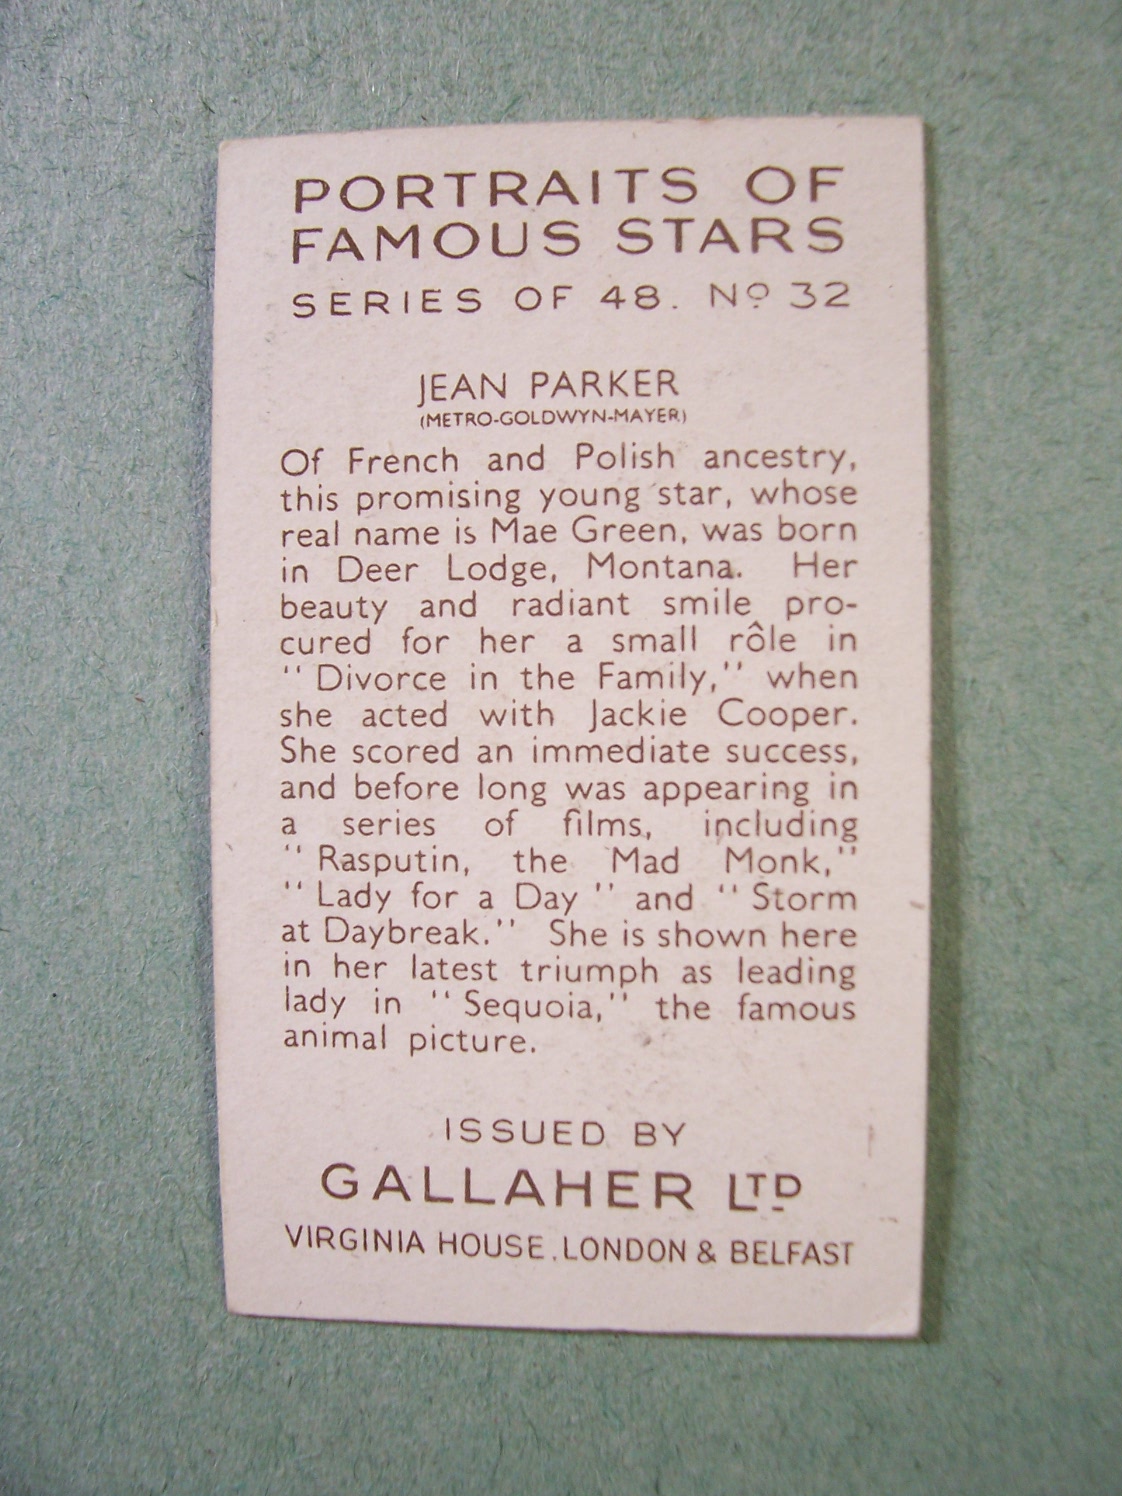 PORTRAITS OF
FAMOUS STARS
SERIES OF 48. Nº 32
JEAN PARKER
(METRO-GOLDWYN-MAYER)
Of French and Polish ancestry,
this promising young star, whose
real name is Mae Green, was born
in Deer Lodge, Montana. Her
beauty and radiant smile pro-
cured for her a small rôle in
"Divorce in the Family," when
she acted with Jackie Cooper.
She scored an immediate success,
and before long was appearing in
a series of films, including
"Rasputin, the Mad Monk,"
"Lady for a Day" and "Storm
at Daybreak." She is shown here
in her latest triumph as leading
lady in "Sequoia," the famous
animal picture.
ISSUED BY
GALLAHER LTD
VIRGINIA HOUSE. LONDON & BELFAST